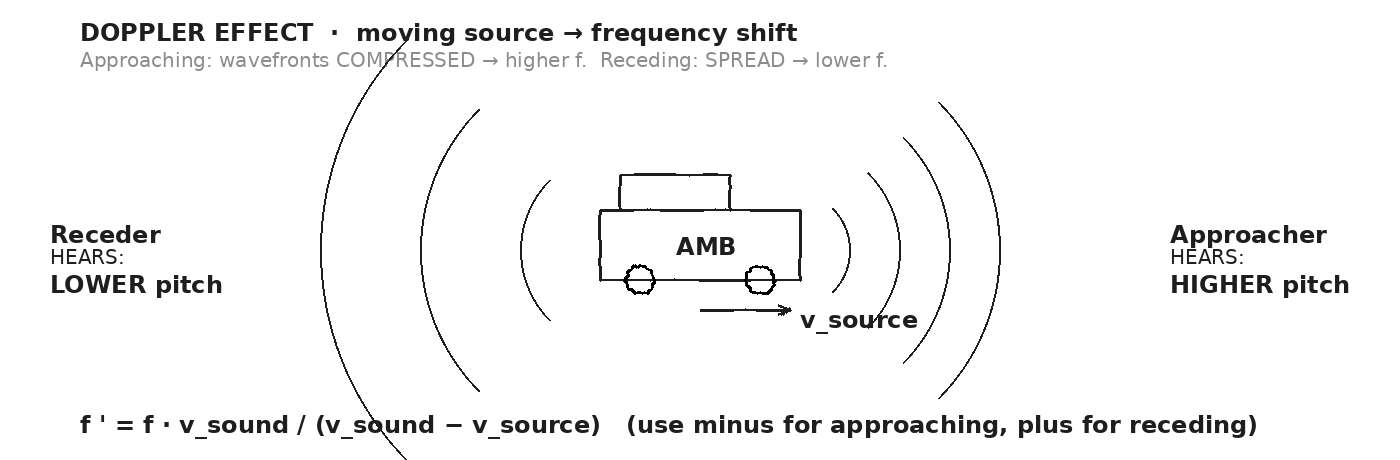 DOPPLER EFFECT · moving source → frequency shift
Approaching: wavefronts COMPRESSED → higher f.  Receding: SPREAD → lower f.
Receder
HEARS:
LOWER pitch
AMB
v_source
Approacher
HEARS:
HIGHER pitch
f ' = f · v_sound / (v_sound − v_source)   (use minus for approaching, plus for receding)